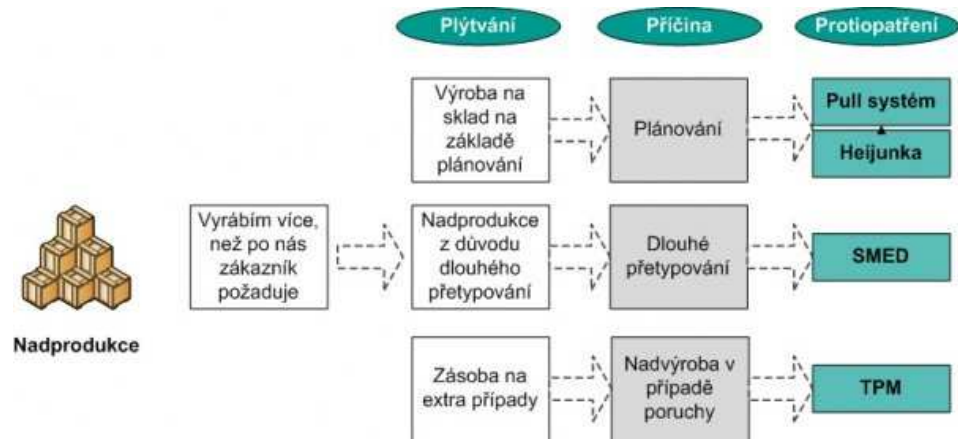 Plýtvání
Příčina
Protiopatření
Výroba na
sklad na
základě
plánování
Plánování
Pull systém
Heijunka
Nadprodukce
Vyrábím více,
než po nás
zákazník
požaduje
Nadprodukce
z důvodu
dlouhého
přetypování
Dlouhé
přetypování
SMED
Zásoba na
extra případy
Nadvýroba v
případě
poruchy
TPM